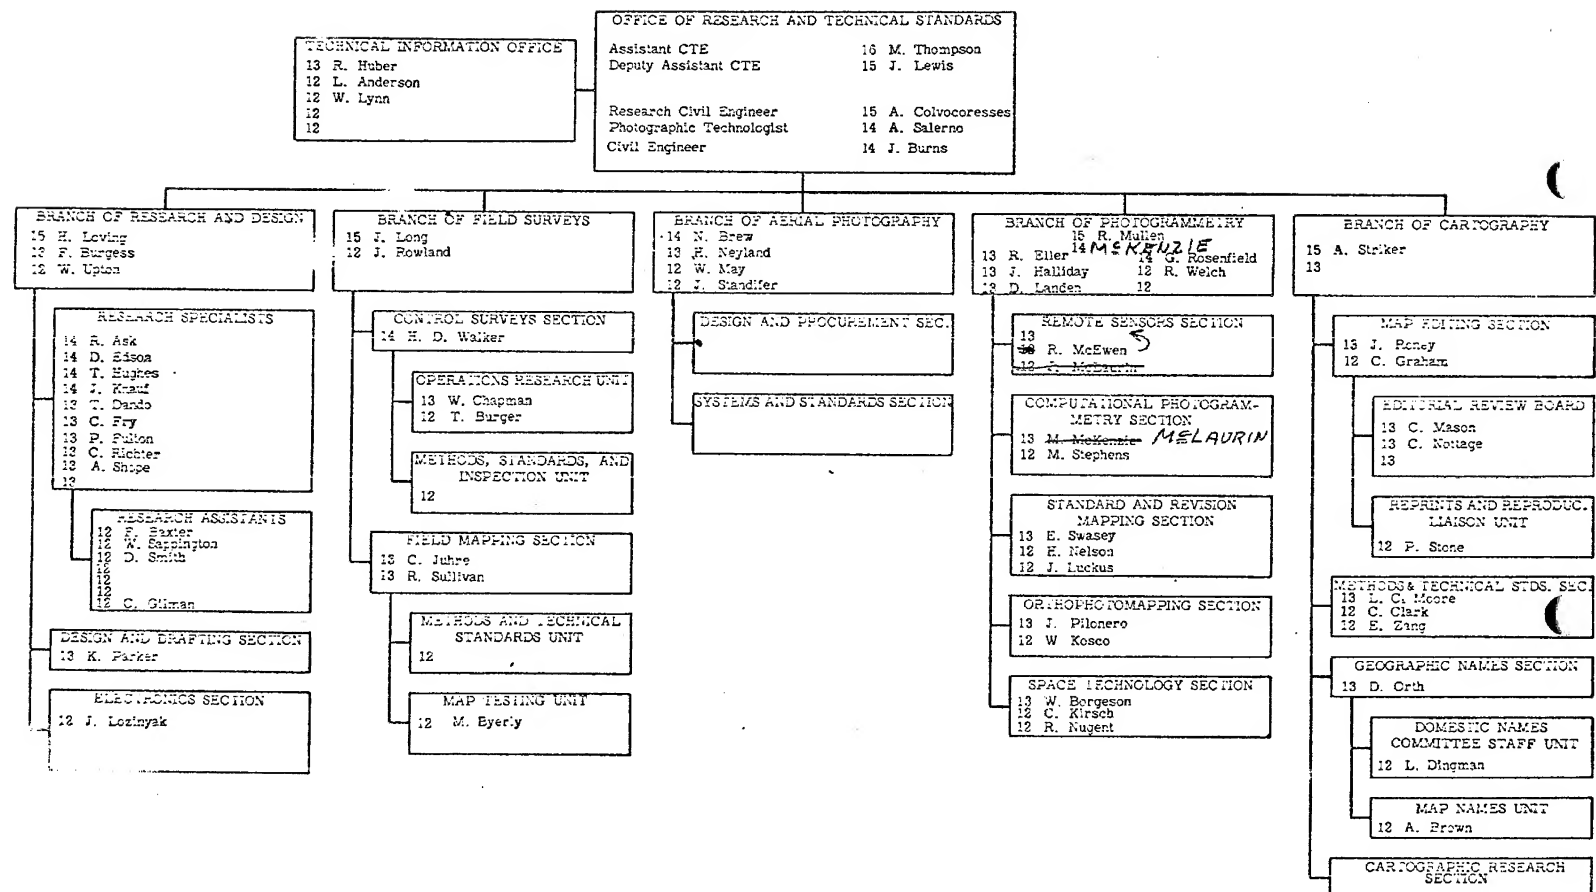 OFFICE OF RESEARCH AND TECHNICAL STANDARDS
Assistant CTE 16 M. Thompson
Deputy Assistant CTE 15 J. Lewis
Research Civil Engineer 15 A. Colvocoresses
Photographic Technologist 14 A. Salerno
Civil Engineer 14 J. Burns
TECHNICAL INFORMATION OFFICE
13 R. Huber
12 L. Anderson
12 W. Lynn
12
12
BRANCH OF RESEARCH AND DESIGN
15 H. Loving
13 F. Burgess
12 W. Upton
RESEARCH SPECIALISTS
14 R. Ask
14 D. Edson
14 T. Hughes
14 J. Knauf
13 T. Dando
13 C. Fry
13 P. Fulton
13 C. Richter
13 A. Shope
13
RESEARCH ASSISTANTS
12 F. Baxter
12 W. Sappington
12 D. Smith
12
12
12
12 C. Gilman
DESIGN AND DRAFTING SECTION
13 K. Parker
ELECTRONICS SECTION
12 J. Lozinyak
BRANCH OF FIELD SURVEYS
15 J. Long
12 J. Rowland
CONTROL SURVEYS SECTION
14 H. D. Walker
OPERATIONS RESEARCH UNIT
13 W. Chapman
12 T. Burger
METHODS, STANDARDS, AND
INSPECTION UNIT
12
FIELD MAPPING SECTION
13 C. Juhre
13 R. Sullivan
METHODS AND TECHNICAL
STANDARDS UNIT
12
MAP TESTING UNIT
12 M. Byerly
BRANCH OF AERIAL PHOTOGRAPHY
14 N. Brew
13 H. Neyland
12 W. May
12 J. Standifer
DESIGN AND PROCUREMENT SEC.
SYSTEMS AND STANDARDS SECTION
BRANCH OF PHOTOGRAMMETRY
15 R. Mullen
14 MCKENZIE
13 R. Eller 14 G. Rosenfield
13 J. Halliday 12 R. Welch
13 D. Landen 12
REMOTE SENSORS SECTION
13
R. McEwen
12 J. McLaurin
COMPUTATIONAL PHOTOGRAM-
METRY SECTION
13 M. McKenzie MCLAURIN
12 M. Stephens
STANDARD AND REVISION
MAPPING SECTION
13 E. Swasey
12 H. Nelson
12 J. Luckus
ORTHOPHOTOMAPPING SECTION
13 J. Pilonero
12 W Kosco
SPACE TECHNOLOGY SECTION
13 W. Borgeson
12 C. Kirsch
12 R. Nugent
BRANCH OF CARTOGRAPHY
15 A. Striker
13
MAP EDITING SECTION
13 J. Roney
12 C. Graham
EDITORIAL REVIEW BOARD
13 C. Mason
13 C. Nottage
13
REPRINTS AND REPRODUC.
LIAISON UNIT
12 P. Stone
METHODS & TECHNICAL STDS. SEC.
13 L. C. Moore
12 C. Clark
12 E. Zang
GEOGRAPHIC NAMES SECTION
13 D. Orth
DOMESTIC NAMES
COMMITTEE STAFF UNIT
12 L. Dingman
MAP NAMES UNIT
12 A. Brown
CARTOGRAPHIC RESEARCH
SECTION